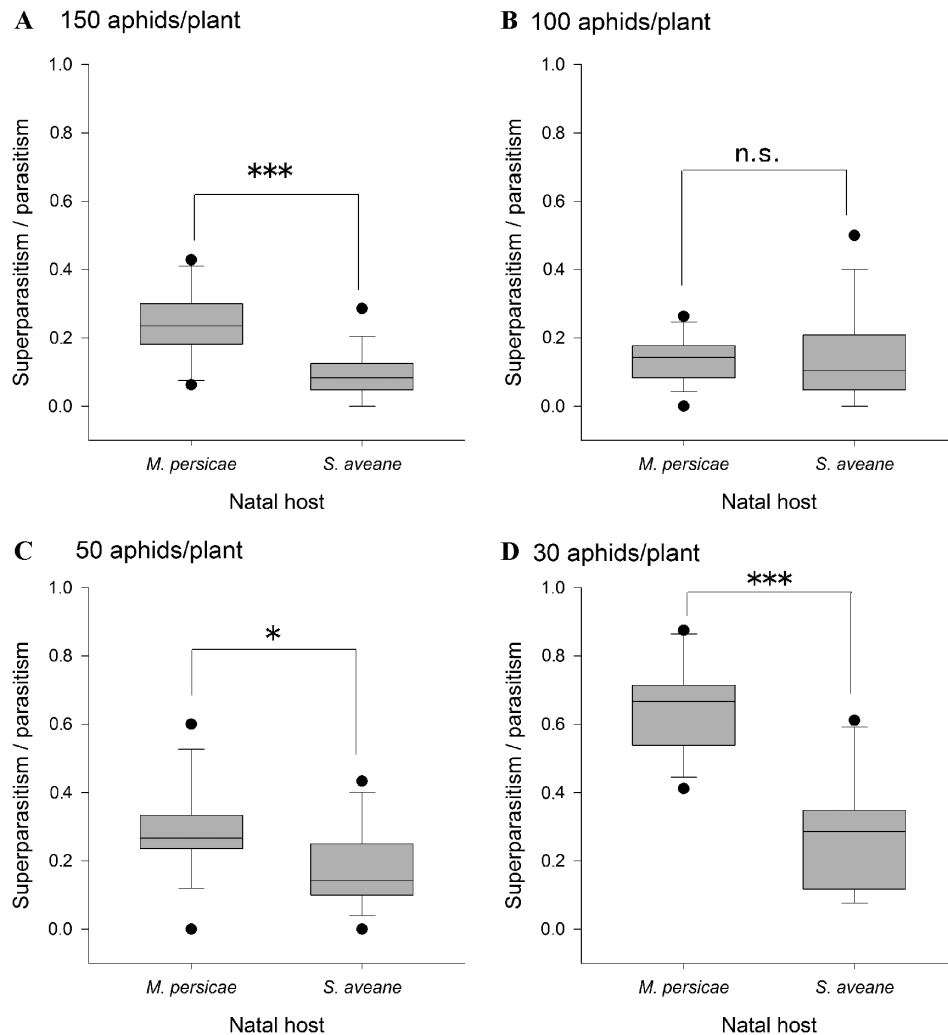 A 150 aphids/plant
Superparasitism / parasitism
1.0
0.8
0.6
0.4
0.2
0.0
***
M. persicae S. aveane
Natal host
B 100 aphids/plant
Superparasitism / parasitism
1.0
0.8
0.6
0.4
0.2
0.0
n.s.
M. persicae S. aveane
Natal host
C 50 aphids/plant
Superparasitism / parasitism
1.0
0.8
0.6
0.4
0.2
0.0
*
M. persicae S. aveane
Natal host
D 30 aphids/plant
Superparasitism / parasitism
1.0
0.8
0.6
0.4
0.2
0.0
***
M. persicae S. aveane
Natal host